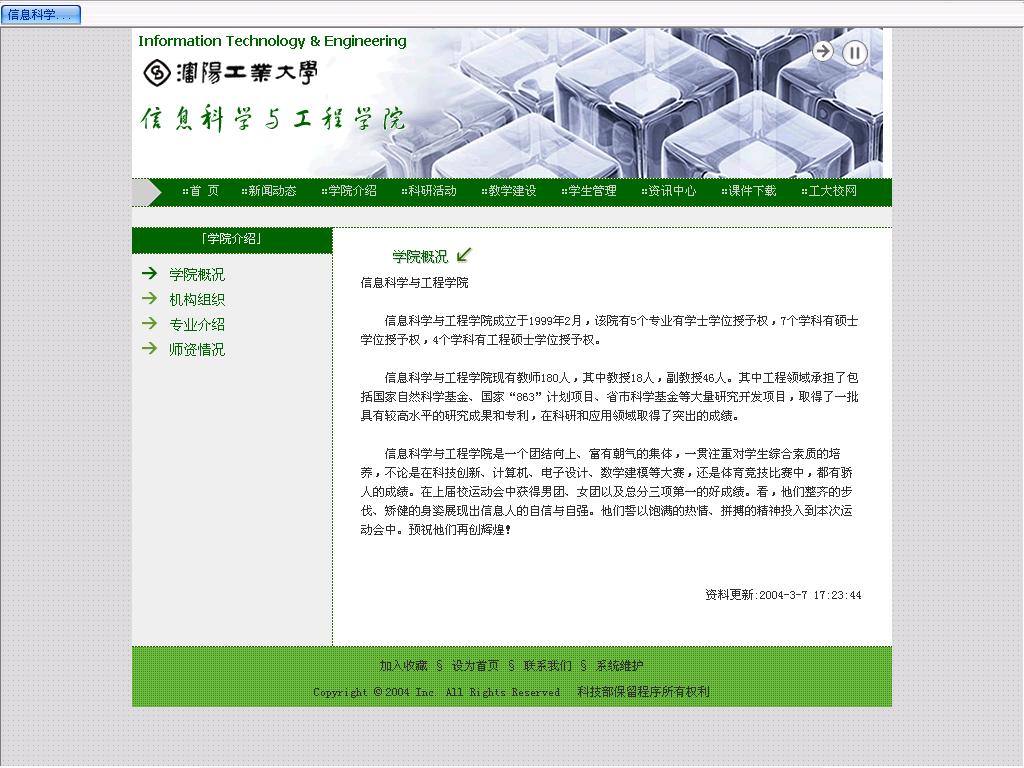 信息科学...
Information Technology & Engineering
瀋陽工業大學
信息科学与工程学院
::首 页 ::新闻动态 ::学院介绍 ::科研活动 ::教学建设 ::学生管理 ::资讯中心 ::课件下载 ::工大校网
「学院介绍」
学院概况
机构组织
专业介绍
师资情况
学院概况
信息科学与工程学院
信息科学与工程学院成立于1999年2月，该院有5个专业有学士学位授予权，7个学科有硕士
学位授予权，4个学科有工程硕士学位授予权。
信息科学与工程学院现有教师180人，其中教授18人，副教授46人。其中工程领域承担了包
括国家自然科学基金、国家“863”计划项目、省市科学基金等大量研究开发项目，取得了一批
具有较高水平的研究成果和专利，在科研和应用领域取得了突出的成绩。
信息科学与工程学院是一个团结向上、富有朝气的集体，一贯注重对学生综合素质的培
养，不论是在科技创新、计算机、电子设计、数学建模等大赛，还是体育竞技比赛中，都有骄
人的成绩。在上届校运动会中获得男团、女团以及总分三项第一的好成绩。看，他们整齐的步
伐、矫健的身姿展现出信息人的自信与自强。他们誓以饱满的热情、拼搏的精神投入到本次运
动会中。预祝他们再创辉煌！
资料更新:2004-3-7 17:23:44
加入收藏 § 设为首页 § 联系我们 § 系统维护
Copyright ©2004 Inc All Rights Reserved 科技部保留程序所有权利